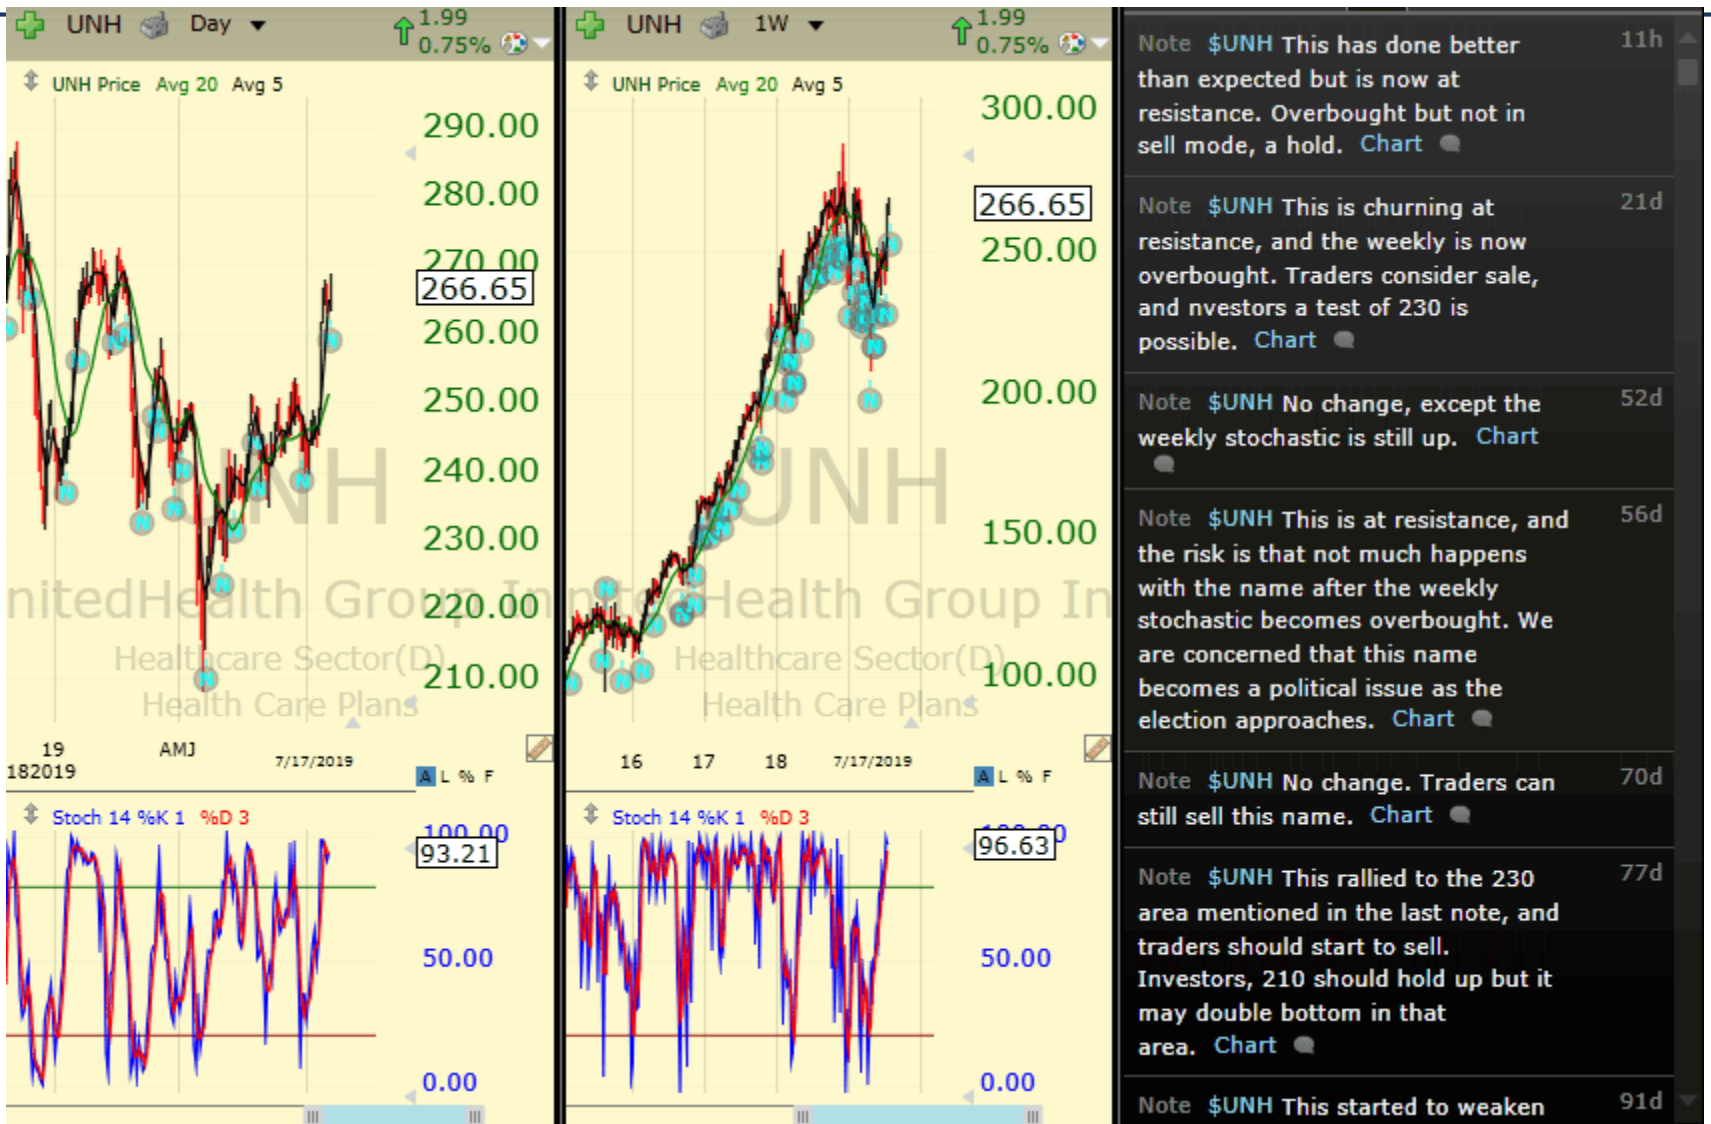 UNH Day
1.99
0.75%
UNH Price Avg 20 Avg 5
290.00
280.00
270.00
266.65
260.00
250.00
240.00
230.00
220.00
210.00
UNH
nitedHealth Group In
Healthcare Sector(D)
Health Care Plans
19 AMJ 7/17/2019
182019
A L % F
Stoch 14 %K 1 %D 3
100.00
93.21
50.00
0.00
UNH 1W
1.99
0.75%
UNH Price Avg 20 Avg 5
300.00
266.65
250.00
200.00
150.00
100.00
UNH
Health Group In
Healthcare Sector(D)
Health Care Plans
16 17 18 7/17/2019
A L % F
Stoch 14 %K 1 %D 3
100.00
96.63
50.00
0.00
Note $UNH This has done better 11h
than expected but is now at
resistance. Overbought but not in
sell mode, a hold. Chart
Note $UNH This is churning at 21d
resistance, and the weekly is now
overbought. Traders consider sale,
and nvestors a test of 230 is
possible. Chart
Note $UNH No change, except the 52d
weekly stochastic is still up. Chart
Note $UNH This is at resistance, and 56d
the risk is that not much happens
with the name after the weekly
stochastic becomes overbought. We
are concerned that this name
becomes a political issue as the
election approaches. Chart
Note $UNH No change. Traders can 70d
still sell this name. Chart
Note $UNH This rallied to the 230 77d
area mentioned in the last note, and
traders should start to sell.
Investors, 210 should hold up but it
may double bottom in that
area. Chart
Note $UNH This started to weaken 91d